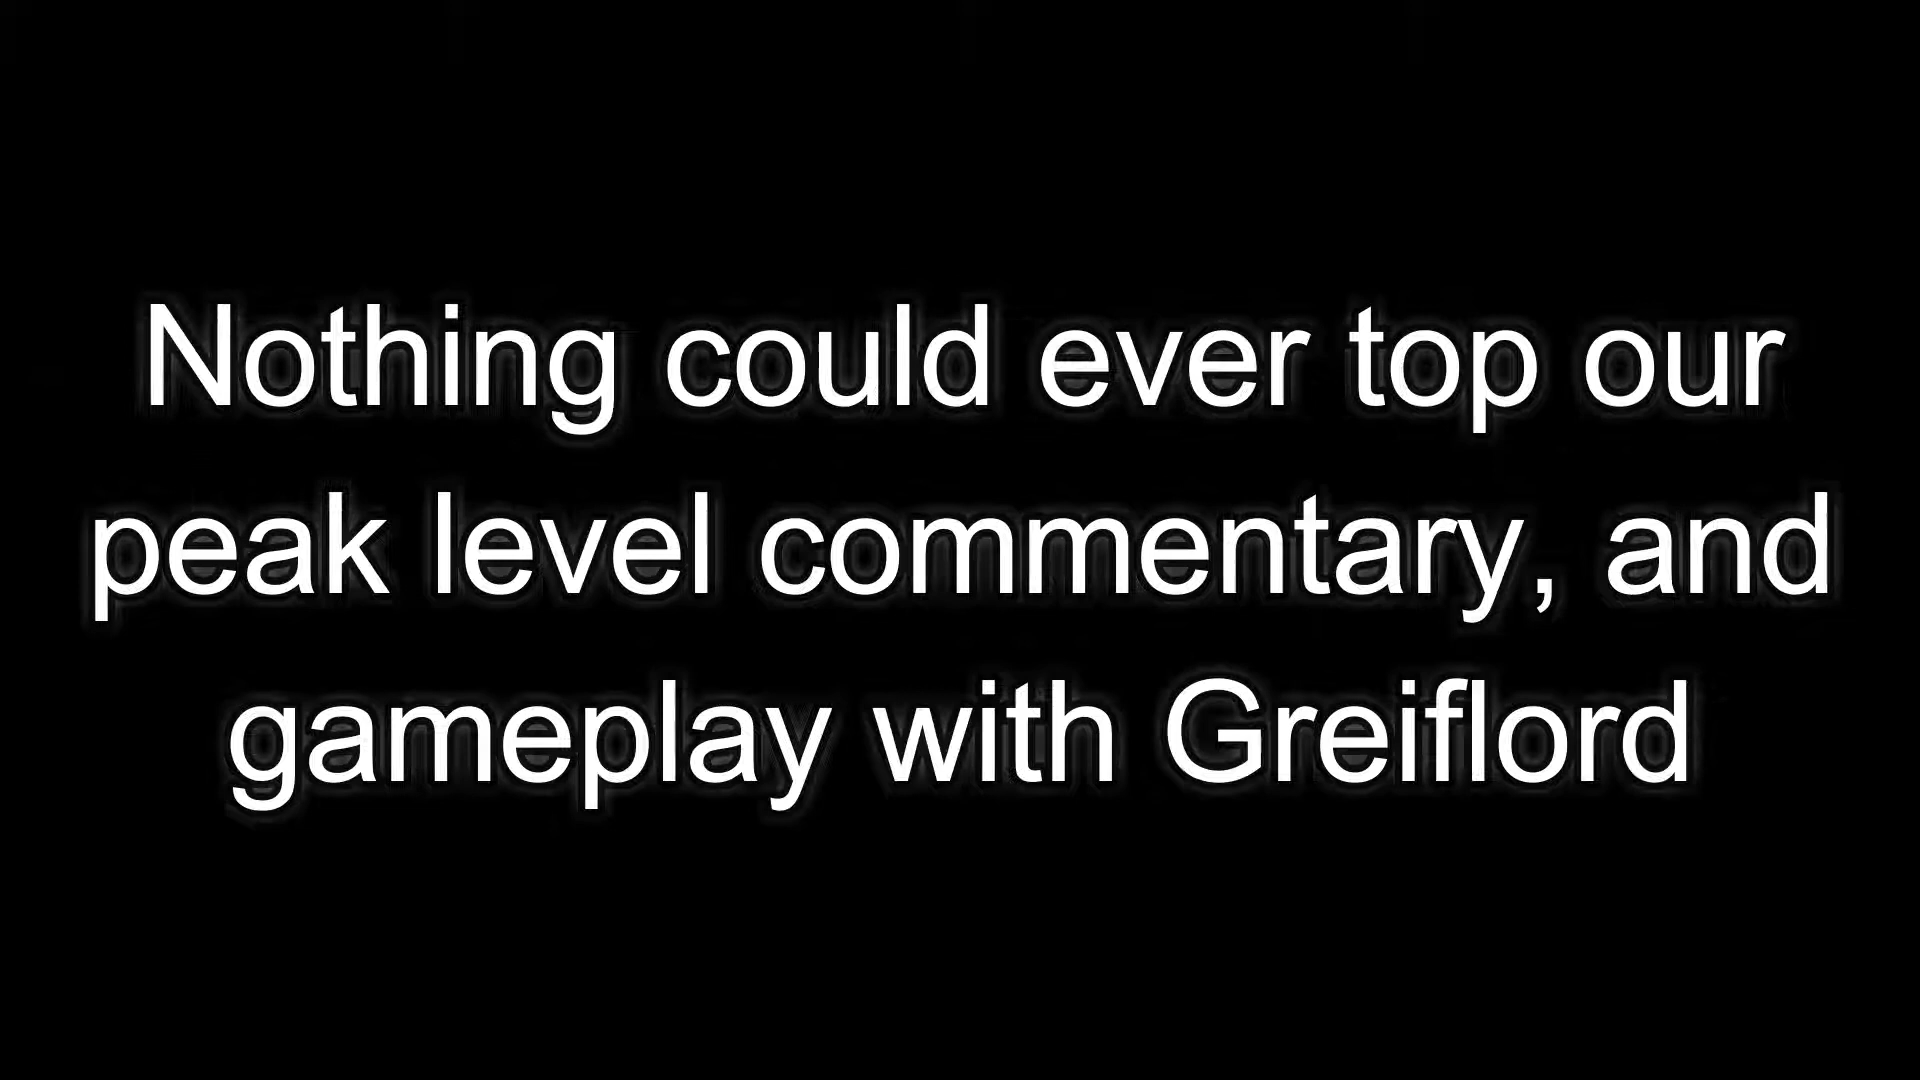 Nothing could ever top our
peak level commentary, and
gameplay with Greiflord